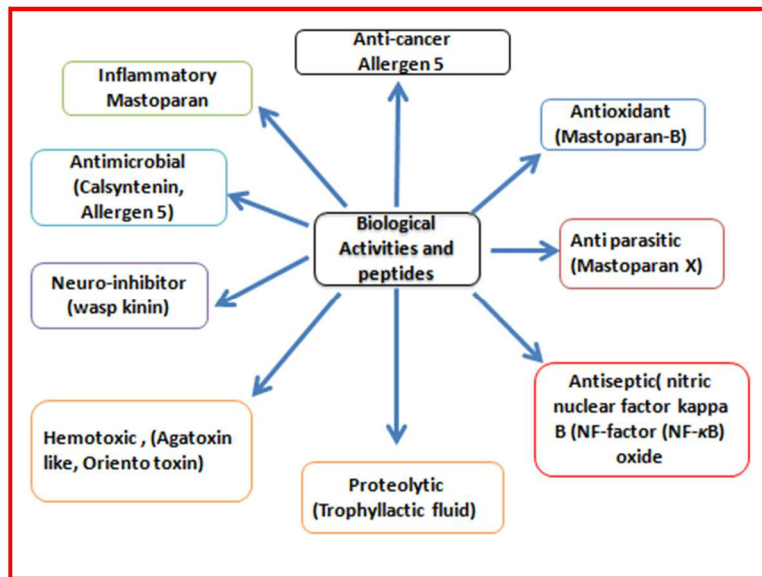 Anti-cancer
Allergen 5
Inflammatory
Mastoparan
Antioxidant
(Mastoparan-B)
Antimicrobial
(Calsyntenin,
Allergen 5)
Biological
Activities and
peptides
Anti parasitic
(Mastoparan X)
Neuro-inhibitor
(wasp kinin)
Antiseptic( nitric
nuclear factor kappa
B (NF-factor (NF-κB)
oxide
Hemotoxic , (Agatoxin
like, Oriento toxin)
Proteolytic
(Trophyllactic fluid)